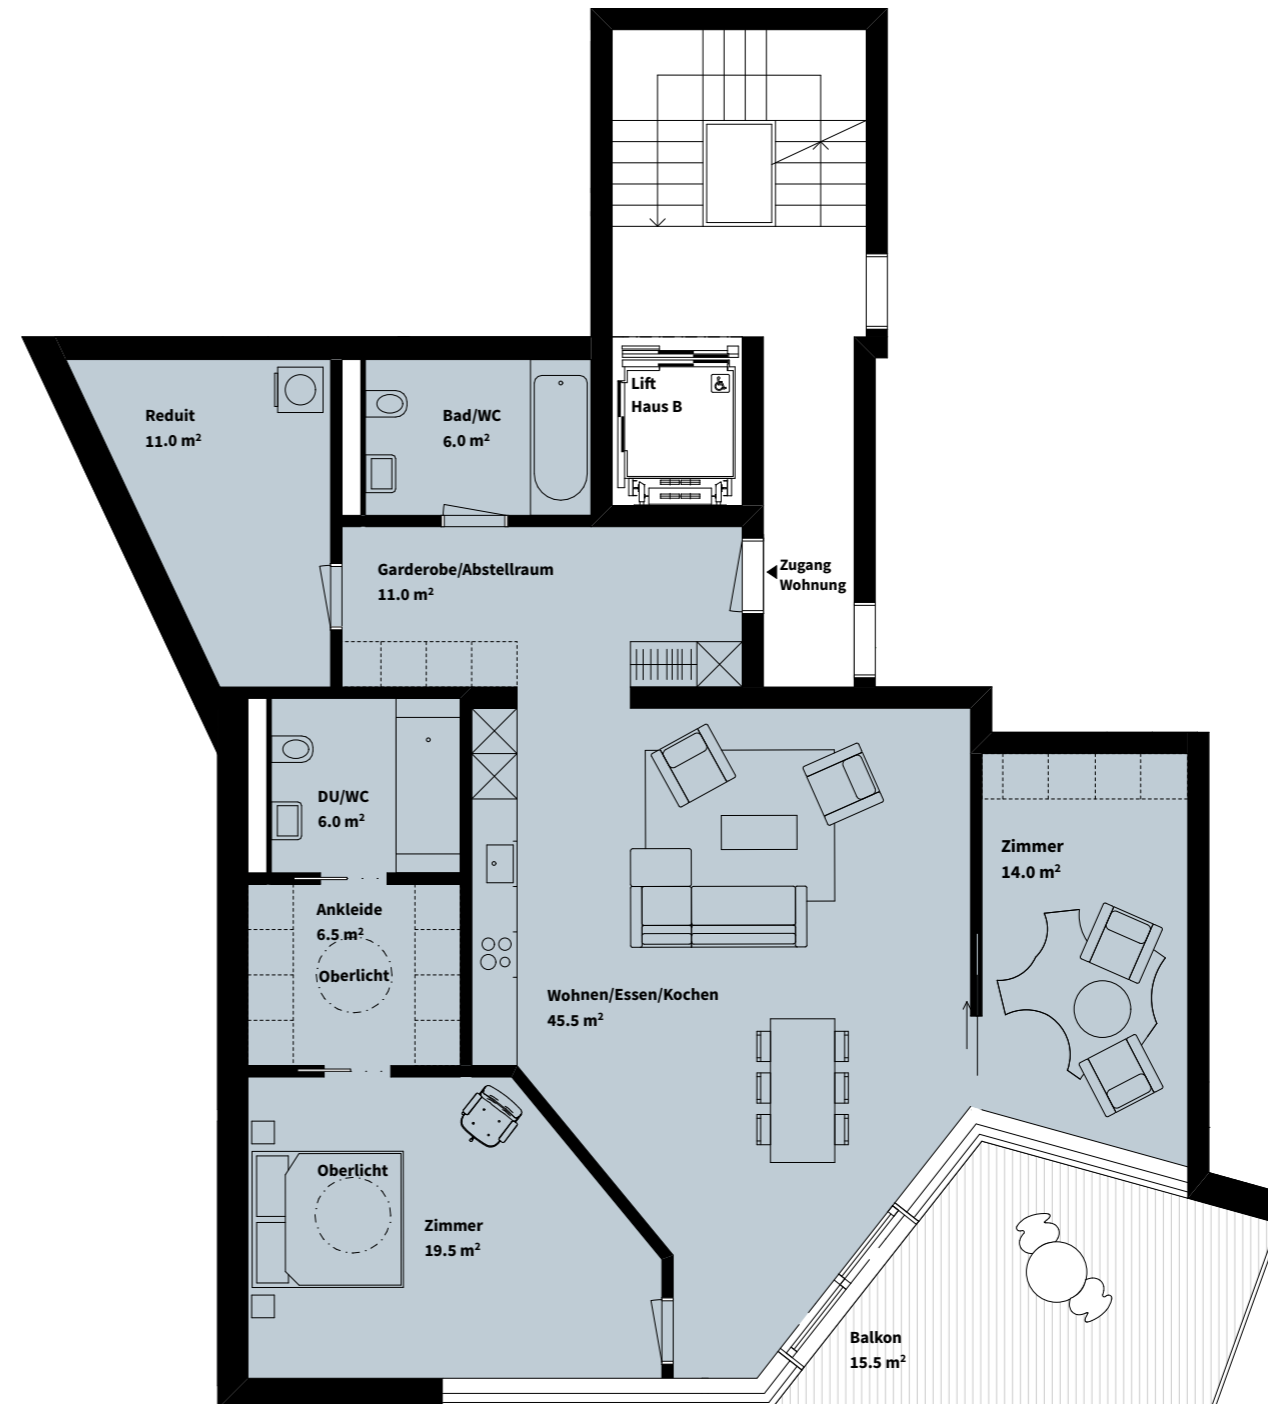 Lift
Haus B
Reduit
11.0 m²
Bad/WC
6.0 m²
Garderobe/Abstellraum
11.0 m²
Zugang
Wohnung
DU/WC
6.0 m²
Zimmer
14.0 m²
Ankleide
6.5 m²
Oberlicht
Wohnen/Essen/Kochen
45.5 m²
Oberlicht
Zimmer
19.5 m²
Balkon
15.5 m²